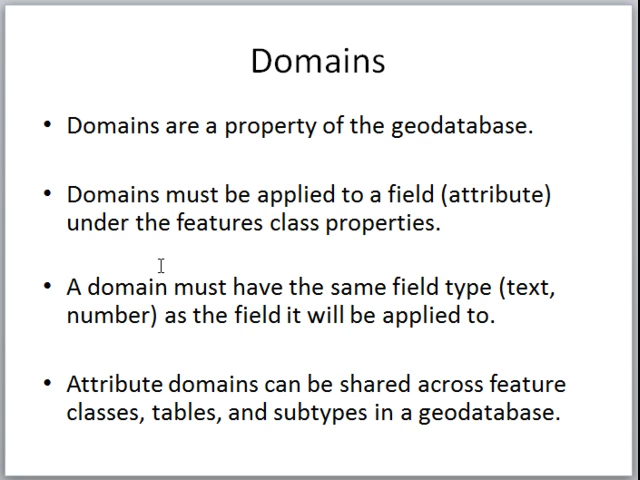 Domains
• Domains are a property of the geodatabase.
• Domains must be applied to a field (attribute)
under the features class properties.
• A domain must have the same field type (text,
number) as the field it will be applied to.
• Attribute domains can be shared across feature
classes, tables, and subtypes in a geodatabase.